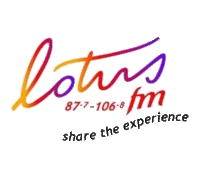 lotus
87·7-106·8 fm
share the experience